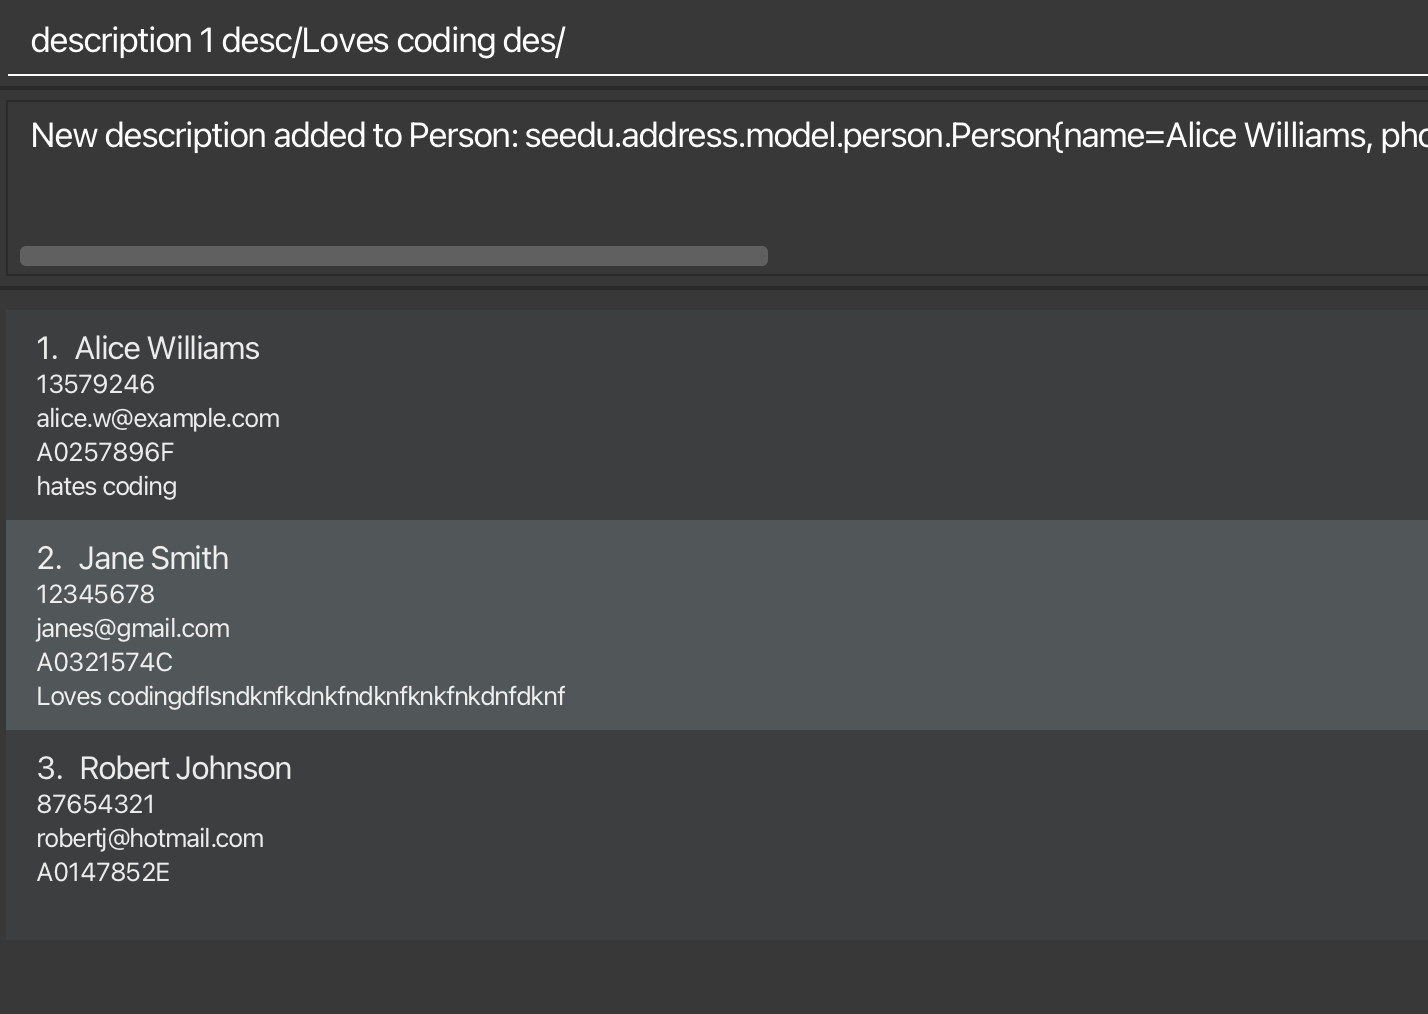 description 1 desc/Loves coding des/
New description added to Person: seedu.address.model.person.Person{name=Alice Williams, pho
1. Alice Williams
13579246
alice.w@example.com
A0257896F
hates coding
2. Jane Smith
12345678
janes@gmail.com
A0321574C
Loves codingdflsndknfkdnkfndknfknkfnkdnfdknf
3. Robert Johnson
87654321
robertj@hotmail.com
A0147852E